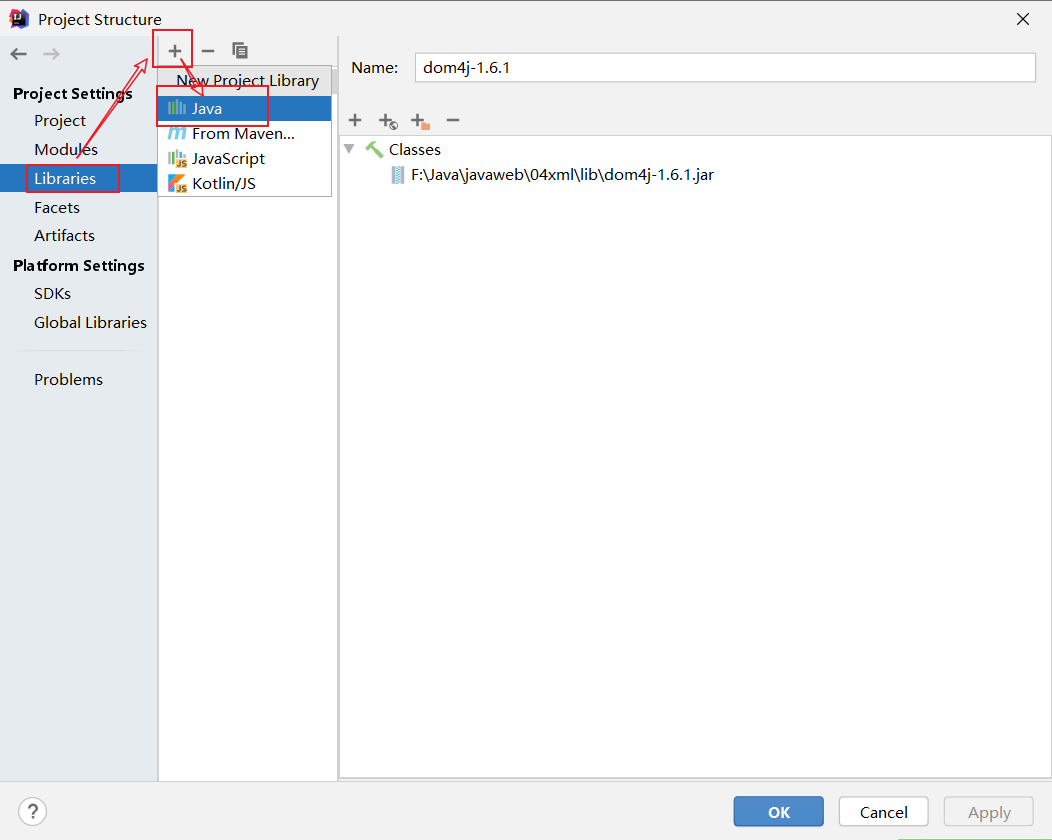 Project Structure
Project Settings
Project
Modules
Libraries
Facets
Artifacts
Platform Settings
SDKs
Global Libraries
Problems
New Project Library
Java
From Maven...
JavaScript
Kotlin/JS
Name: dom4j-1.6.1
Classes
F:\Java\javaweb\04xml\lib\dom4j-1.6.1.jar
? OK Cancel Apply